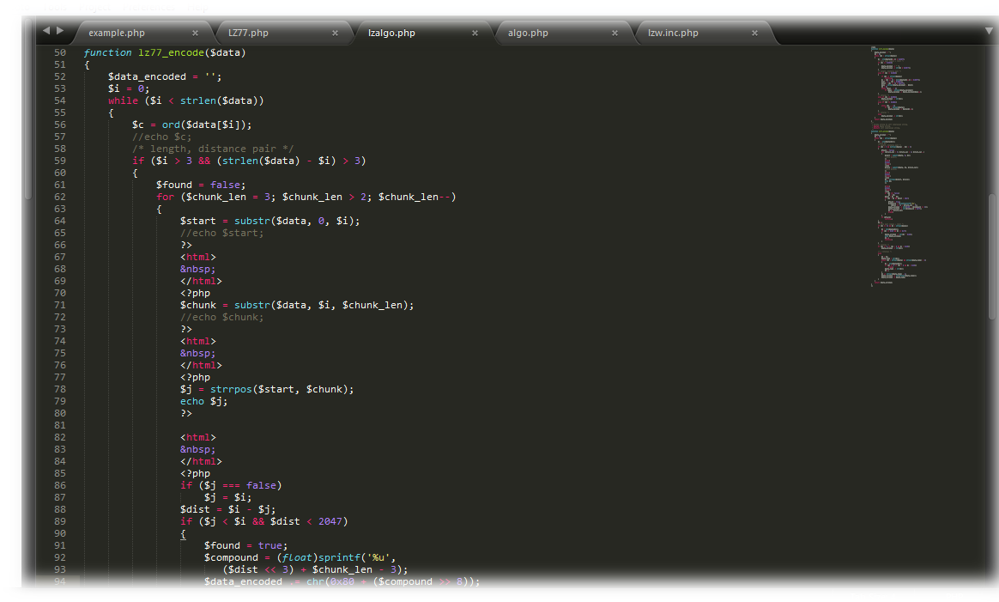 example.php × LZ77.php × lzalgo.php × algo.php × lzw.inc.php ×
50 function lz77_encode($data)
51 {
52 $data_encoded = '';
53 $i = 0;
54 while ($i < strlen($data))
55 {
56 $c = ord($data[$i]);
57 //echo $c;
58 /* length, distance pair */
59 if ($i > 3 && (strlen($data) - $i) > 3)
60 {
61 $found = false;
62 for ($chunk_len = 3; $chunk_len > 2; $chunk_len--)
63 {
64 $start = substr($data, 0, $i);
65 //echo $start;
66 ?>
67 <html>
68 &nbsp;
69 </html>
70 <?php
71 $chunk = substr($data, $i, $chunk_len);
72 //echo $chunk;
73 ?>
74 <html>
75 &nbsp;
76 </html>
77 <?php
78 $j = strrpos($start, $chunk);
79 echo $j;
80 ?>
81
82 <html>
83 &nbsp;
84 </html>
85 <?php
86 if ($j === false)
87 $j = $i;
88 $dist = $i - $j;
89 if ($j < $i && $dist < 2047)
90 {
91 $found = true;
92 $compound = (float)sprintf('%u',
93 ($dist << 3) + $chunk_len - 3);
94 $data_encoded .= chr(0x80 + ($compound >> 8));